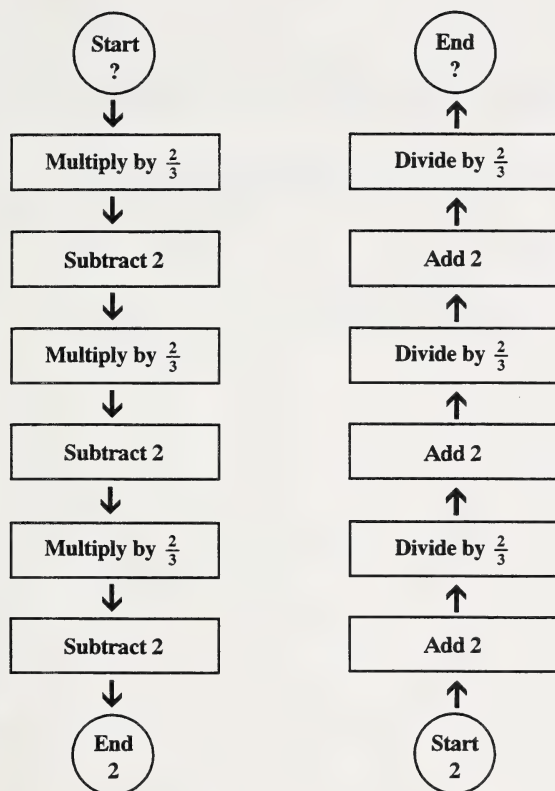 Start
?
Multiply by 2/3
Subtract 2
Multiply by 2/3
Subtract 2
Multiply by 2/3
Subtract 2
End
2
End
?
Divide by 2/3
Add 2
Divide by 2/3
Add 2
Divide by 2/3
Add 2
Start
2